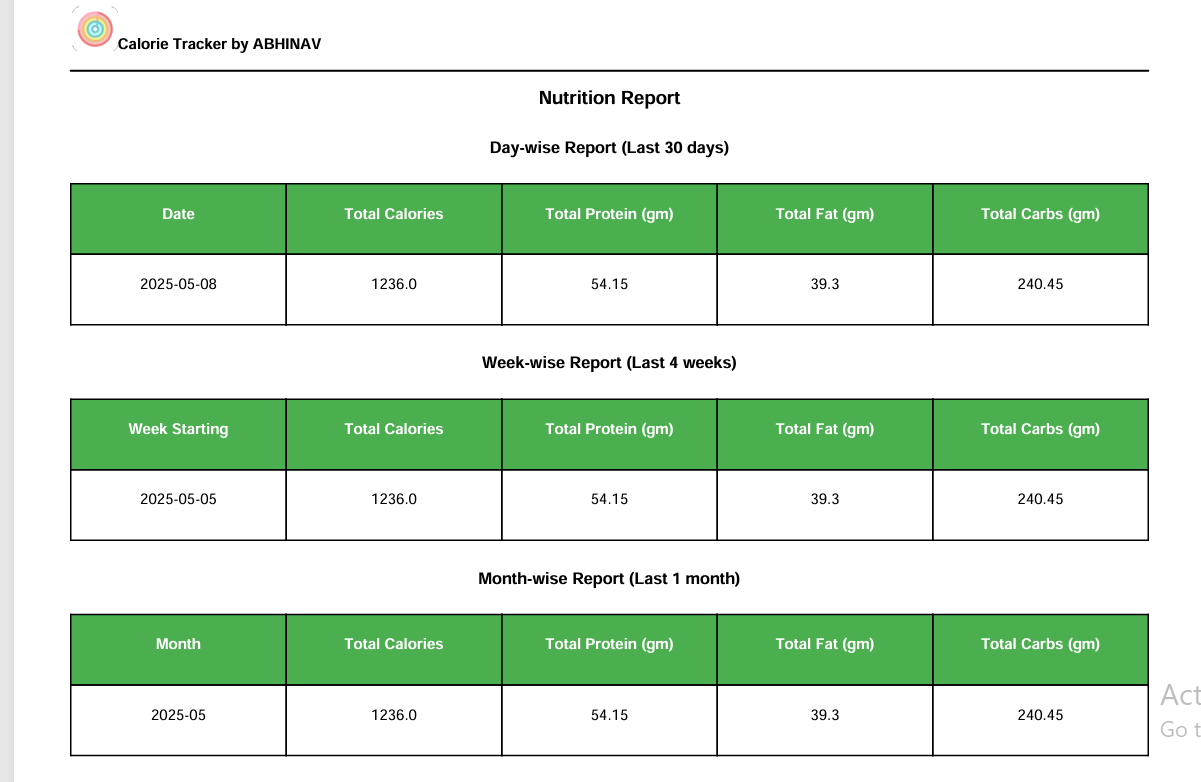 Calorie Tracker by ABHINAV
Nutrition Report
Day-wise Report (Last 30 days)
Date Total Calories Total Protein (gm) Total Fat (gm) Total Carbs (gm)
2025-05-08 1236.0 54.15 39.3 240.45
Week-wise Report (Last 4 weeks)
Week Starting Total Calories Total Protein (gm) Total Fat (gm) Total Carbs (gm)
2025-05-05 1236.0 54.15 39.3 240.45
Month-wise Report (Last 1 month)
Month Total Calories Total Protein (gm) Total Fat (gm) Total Carbs (gm)
2025-05 1236.0 54.15 39.3 240.45
Act
Go t